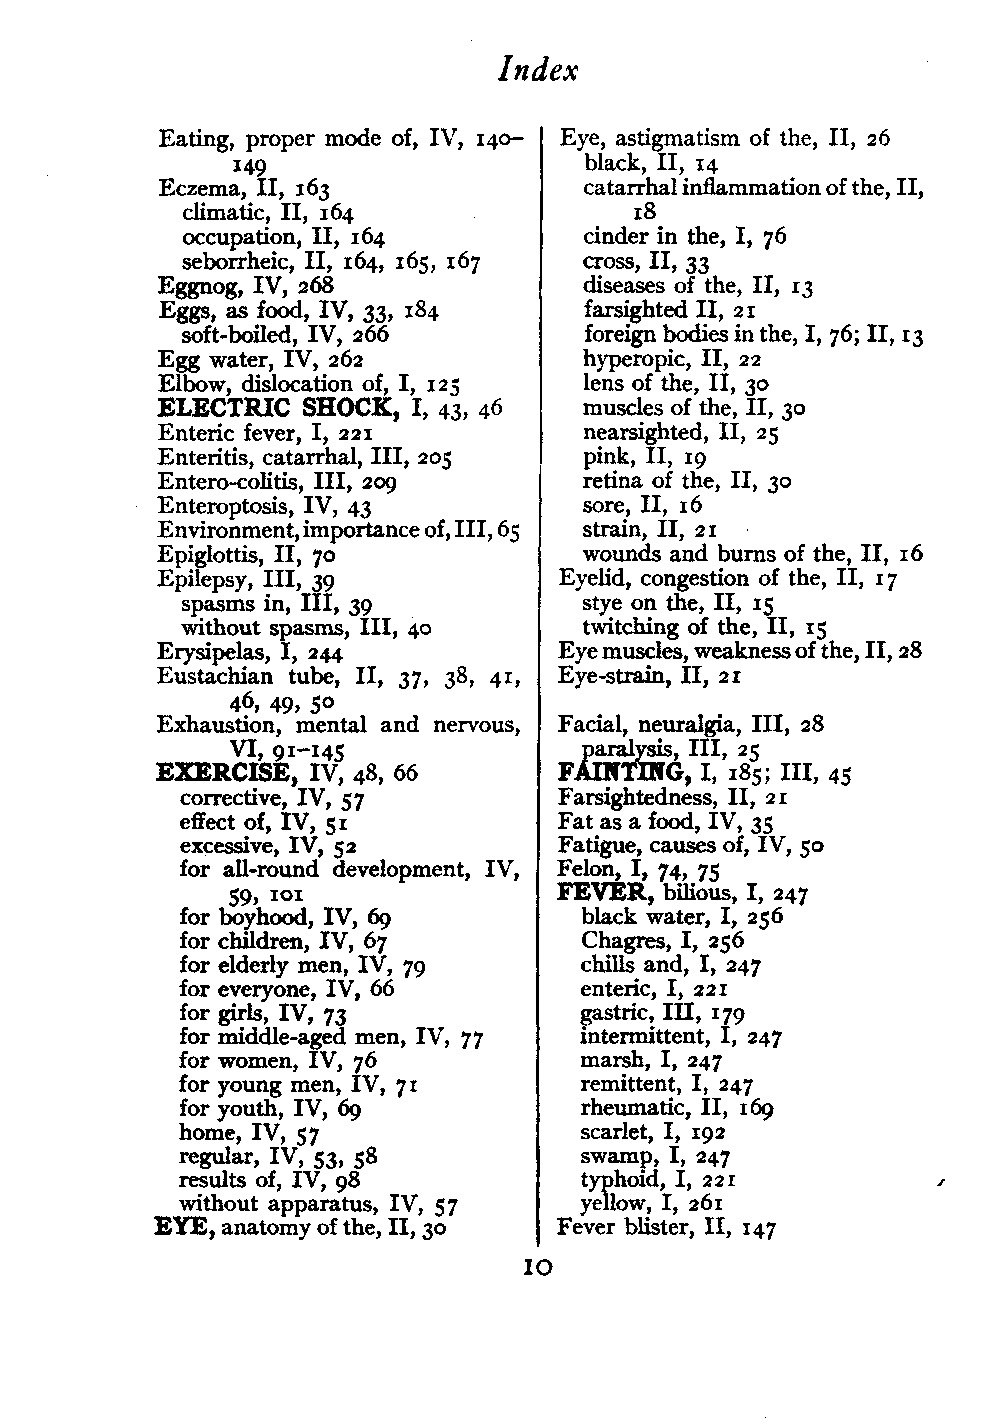 Index
Eating, proper mode of, IV, 140–
149
Eczema, II, 163
climatic, II, 164
occupation, II, 164
seborrheic, II, 164, 165, 167
Eggnog, IV, 268
Eggs, as food, IV, 33, 184
soft-boiled, IV, 266
Egg water, IV, 262
Elbow, dislocation of, I, 125
ELECTRIC SHOCK, I, 43, 46
Enteric fever, I, 221
Enteritis, catarrhal, III, 205
Entero-colitis, III, 209
Enteroptosis, IV, 43
Environment, importance of, III, 65
Epiglottis, II, 70
Epilepsy, III, 39
spasms in, III, 39
without spasms, III, 40
Erysipelas, I, 244
Eustachian tube, II, 37, 38, 41,
46, 49, 50
Exhaustion, mental and nervous,
VI, 91–145
EXERCISE, IV, 48, 66
corrective, IV, 57
effect of, IV, 51
excessive, IV, 52
for all-round development, IV,
59, 101
for boyhood, IV, 69
for children, IV, 67
for elderly men, IV, 79
for everyone, IV, 66
for girls, IV, 73
for middle-aged men, IV, 77
for women, IV, 76
for young men, IV, 71
for youth, IV, 69
home, IV, 57
regular, IV, 53, 58
results of, IV, 98
without apparatus, IV, 57
EYE, anatomy of the, II, 30
Eye, astigmatism of the, II, 26
black, II, 14
catarrhal inflammation of the, II,
18
cinder in the, I, 76
cross, II, 33
diseases of the, II, 13
farsighted II, 21
foreign bodies in the, I, 76; II, 13
hyperopic, II, 22
lens of the, II, 30
muscles of the, II, 30
nearsighted, II, 25
pink, II, 19
retina of the, II, 30
sore, II, 16
strain, II, 21
wounds and burns of the, II, 16
Eyelid, congestion of the, II, 17
stye on the, II, 15
twitching of the, II, 15
Eye muscles, weakness of the, II, 28
Eye-strain, II, 21
Facial, neuralgia, III, 28
paralysis, III, 25
FAINTING, I, 185; III, 45
Farsightedness, II, 21
Fat as a food, IV, 35
Fatigue, causes of, IV, 50
Felon, I, 74, 75
FEVER, bilious, I, 247
black water, I, 256
Chagres, I, 256
chills and, I, 247
enteric, I, 221
gastric, III, 179
intermittent, I, 247
marsh, I, 247
remittent, I, 247
rheumatic, II, 169
scarlet, I, 192
swamp, I, 247
typhoid, I, 221
yellow, I, 261
Fever blister, II, 147
10